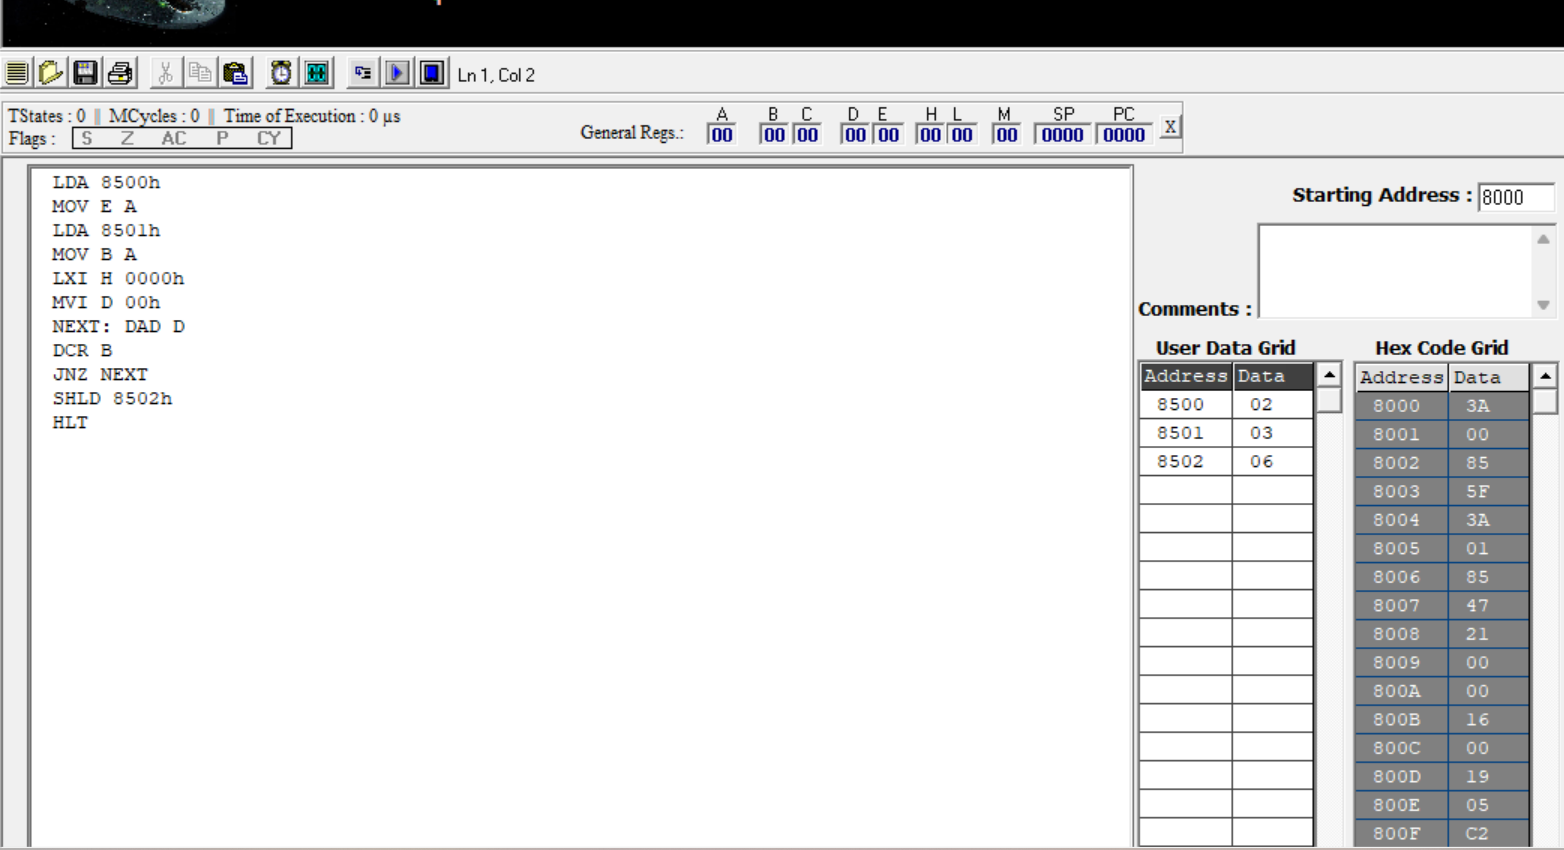 Ln 1, Col 2
TStates : 0 || MCycles : 0 || Time of Execution : 0 µs
Flags : S Z AC P CY
General Regs.: A B C D E H L M SP PC
00 00 00 00 00 00 00 00 0000 0000 X
LDA 8500h
MOV E A
LDA 8501h
MOV B A
LXI H 0000h
MVI D 00h
NEXT: DAD D
DCR B
JNZ NEXT
SHLD 8502h
HLT
Starting Address : 8000
Comments :
User Data Grid
Address Data
8500 02
8501 03
8502 06
Hex Code Grid
Address Data
8000 3A
8001 00
8002 85
8003 5F
8004 3A
8005 01
8006 85
8007 47
8008 21
8009 00
800A 00
800B 16
800C 00
800D 19
800E 05
800F C2